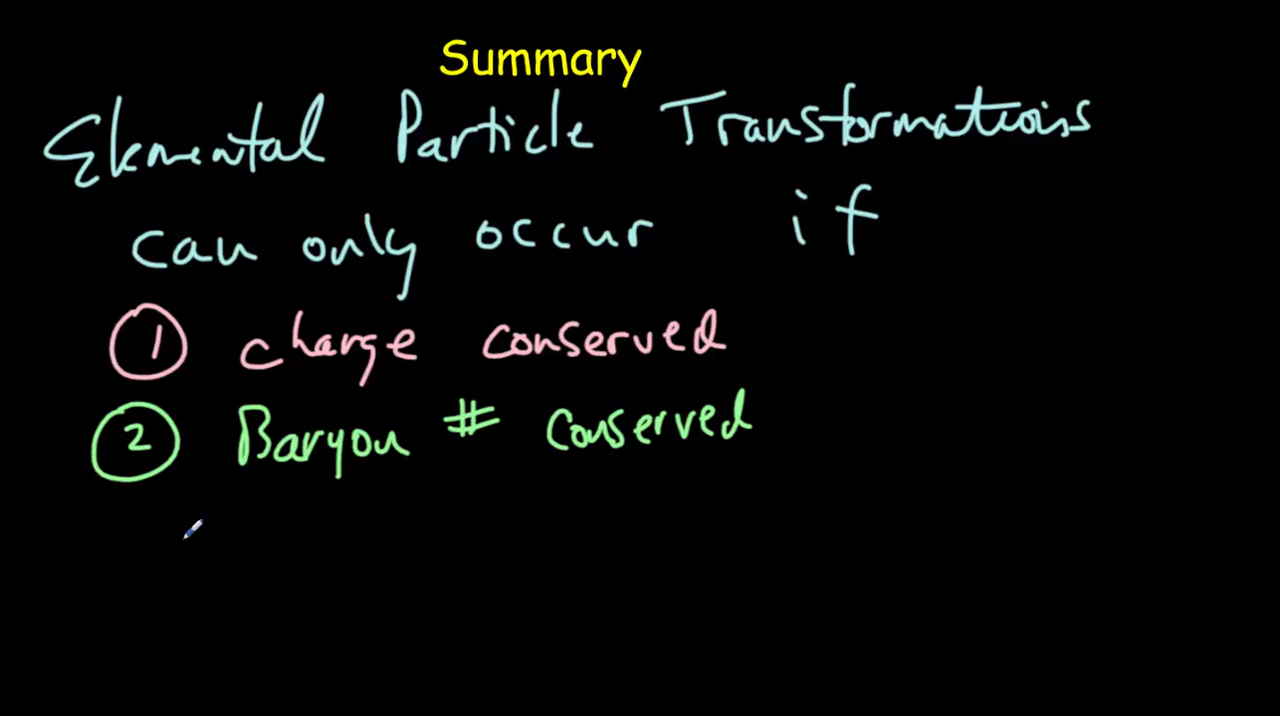 Summary
Elemental Particle Transformations
can only occur if
① charge conserved
② Baryon # conserved